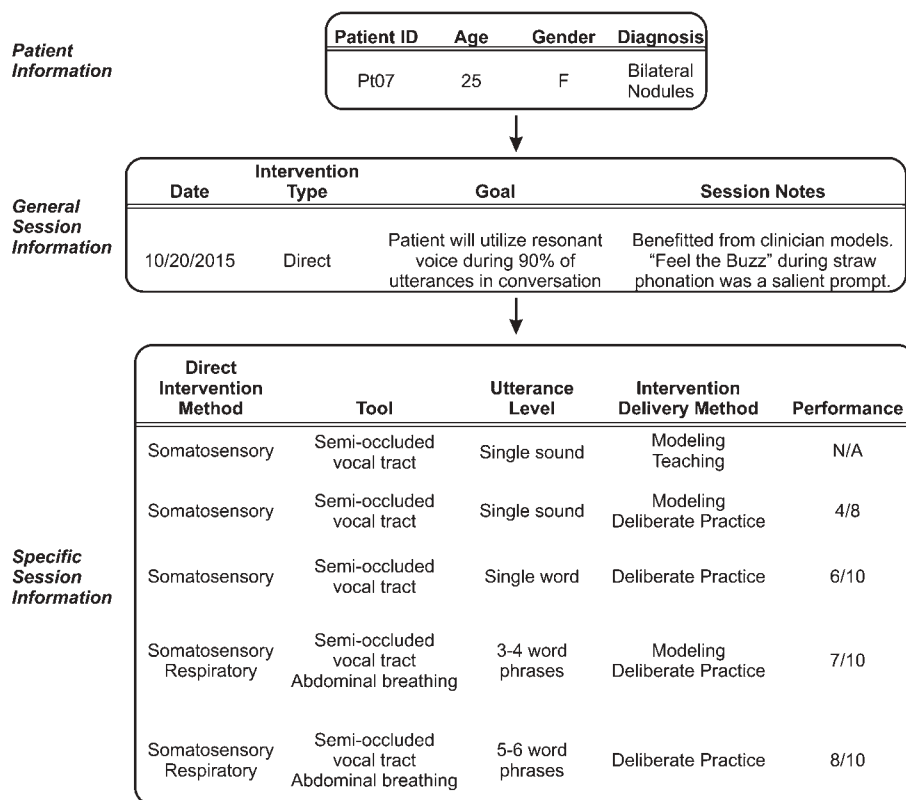 Patient
Information
Patient ID Age Gender Diagnosis
Pt07 25 F Bilateral
Nodules
General
Session
Information
Date Intervention
Type Goal Session Notes
10/20/2015 Direct Patient will utilize resonant
voice during 90% of
utterances in conversation
Benefitted from clinician models.
“Feel the Buzz” during straw
phonation was a salient prompt.
Specific
Session
Information
Direct
Intervention
Method Tool Utterance
Level Intervention
Delivery Method Performance
Somatosensory Semi-occluded
vocal tract Single sound Modeling
Teaching N/A
Somatosensory Semi-occluded
vocal tract Single sound Modeling
Deliberate Practice 4/8
Somatosensory Semi-occluded
vocal tract Single word Deliberate Practice 6/10
Somatosensory
Respiratory Semi-occluded
vocal tract
Abdominal breathing 3-4 word
phrases Modeling
Deliberate Practice 7/10
Somatosensory
Respiratory Semi-occluded
vocal tract
Abdominal breathing 5-6 word
phrases Deliberate Practice 8/10